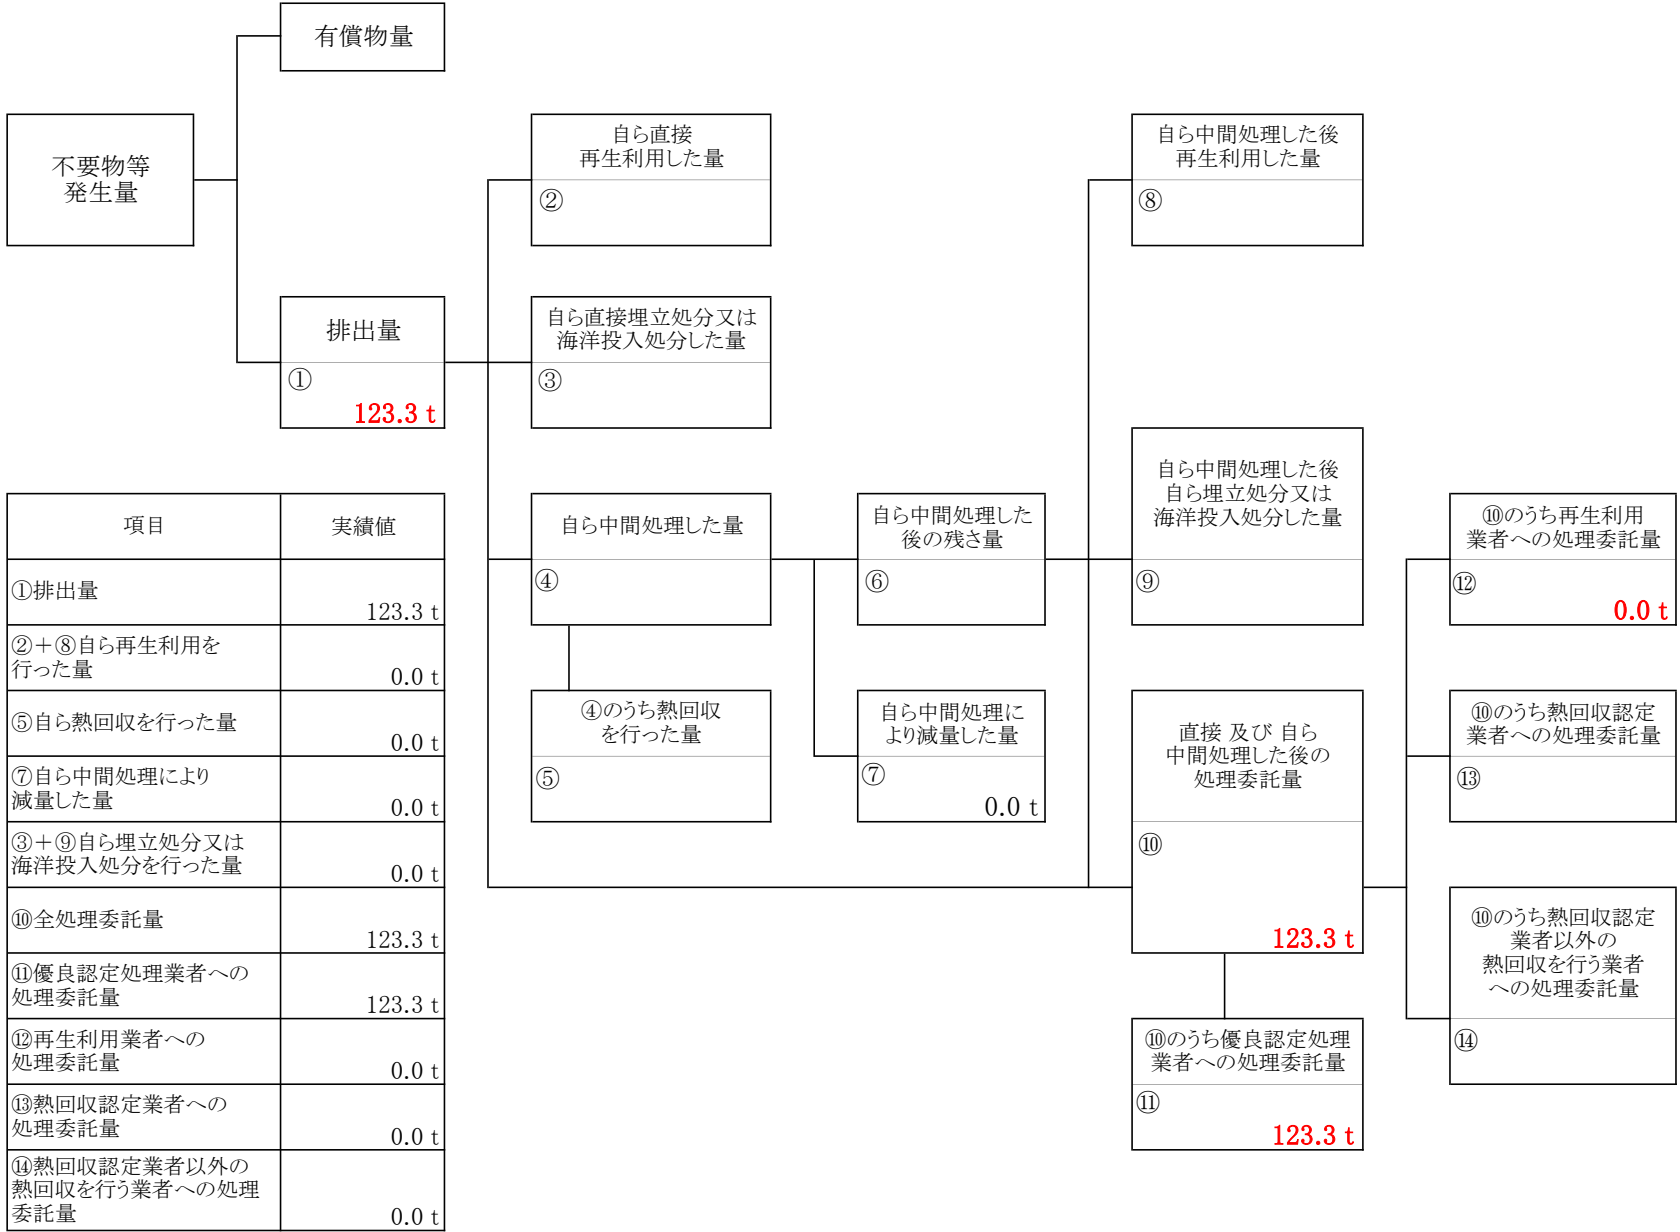 有償物量
不要物等
発生量
排出量
①
123.3 t
自ら直接
再生利用した量
②
自ら直接埋立処分又は
海洋投入処分した量
③
自ら中間処理した量
④
④のうち熱回収
を行った量
⑤
自ら中間処理した
後の残さ量
⑥
自ら中間処理に
より減量した量
⑦
0.0 t
自ら中間処理した後
再生利用した量
⑧
自ら中間処理した後
自ら埋立処分又は
海洋投入処分した量
⑨
直接 及び 自ら
中間処理した後の
処理委託量
⑩
123.3 t
⑩のうち優良認定処理
業者への処理委託量
⑪
123.3 t
⑩のうち再生利用
業者への処理委託量
⑫
0.0 t
⑩のうち熱回収認定
業者への処理委託量
⑬
⑩のうち熱回収認定
業者以外の
熱回収を行う業者
への処理委託量
⑭
項目
実績値
①排出量
123.3 t
②＋⑧自ら再生利用を
行った量
0.0 t
⑤自ら熱回収を行った量
0.0 t
⑦自ら中間処理により
減量した量
0.0 t
③＋⑨自ら埋立処分又は
海洋投入処分を行った量
0.0 t
⑩全処理委託量
123.3 t
⑪優良認定処理業者への
処理委託量
123.3 t
⑫再生利用業者への
処理委託量
0.0 t
⑬熱回収認定業者への
処理委託量
0.0 t
⑭熱回収認定業者以外の
熱回収を行う業者への処理
委託量
0.0 t